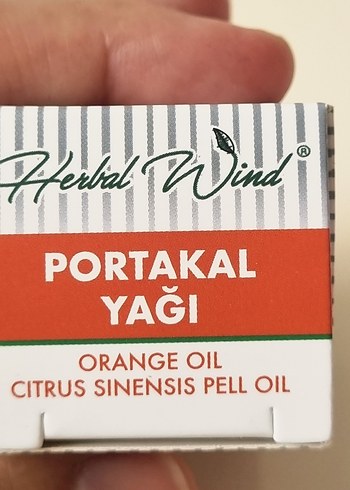 Herbal Wind®
PORTAKAL
YAĞI
ORANGE OIL
CITRUS SINENSIS PELL OIL